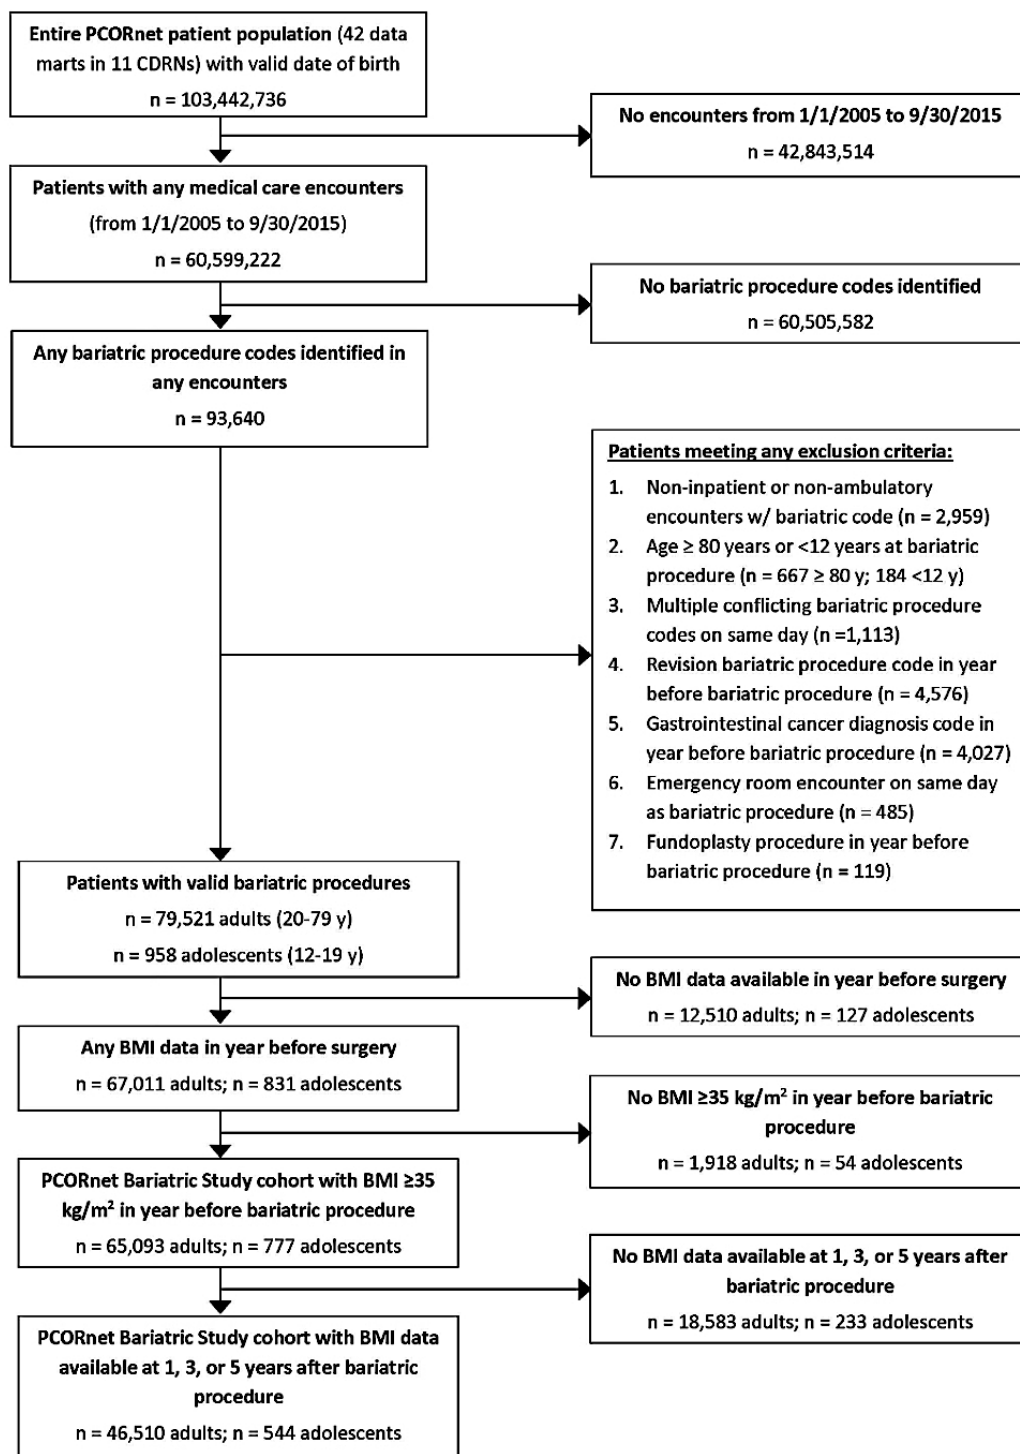 Entire PCORnet patient population (42 data
marts in 11 CDRNs) with valid date of birth
n = 103,442,736
No encounters from 1/1/2005 to 9/30/2015
n = 42,843,514
Patients with any medical care encounters
(from 1/1/2005 to 9/30/2015)
n = 60,599,222
No bariatric procedure codes identified
n = 60,505,582
Any bariatric procedure codes identified in
any encounters
n = 93,640
Patients meeting any exclusion criteria:
1. Non-inpatient or non-ambulatory
encounters w/ bariatric code (n = 2,959)
2. Age ≥ 80 years or <12 years at bariatric
procedure (n = 667 ≥ 80 y; 184 <12 y)
3. Multiple conflicting bariatric procedure
codes on same day (n =1,113)
4. Revision bariatric procedure code in year
before bariatric procedure (n = 4,576)
5. Gastrointestinal cancer diagnosis code in
year before bariatric procedure (n = 4,027)
6. Emergency room encounter on same day
as bariatric procedure (n = 485)
7. Fundoplasty procedure in year before
bariatric procedure (n = 119)
Patients with valid bariatric procedures
n = 79,521 adults (20-79 y)
n = 958 adolescents (12-19 y)
No BMI data available in year before surgery
n = 12,510 adults; n = 127 adolescents
Any BMI data in year before surgery
n = 67,011 adults; n = 831 adolescents
No BMI ≥35 kg/m² in year before bariatric
procedure
n = 1,918 adults; n = 54 adolescents
PCORnet Bariatric Study cohort with BMI ≥35
kg/m² in year before bariatric procedure
n = 65,093 adults; n = 777 adolescents
No BMI data available at 1, 3, or 5 years after
bariatric procedure
n = 18,583 adults; n = 233 adolescents
PCORnet Bariatric Study cohort with BMI data
available at 1, 3, or 5 years after bariatric
procedure
n = 46,510 adults; n = 544 adolescents